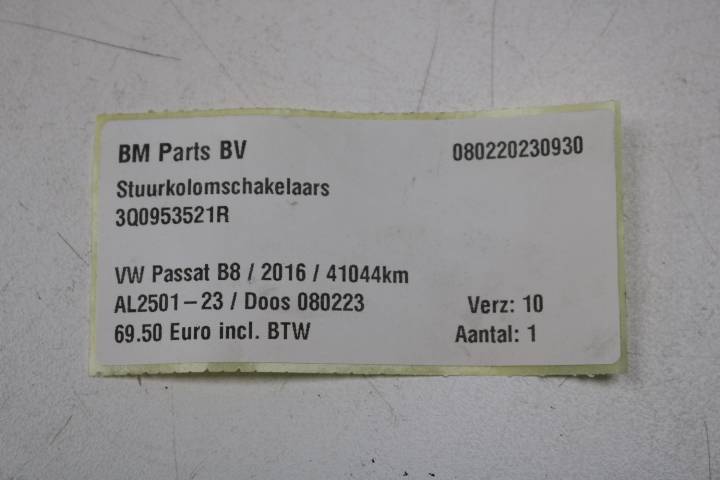 BM Parts BV 080220230930
Stuurkolomschakelaars
3Q0953521R
VW Passat B8 / 2016 / 41044km
AL2501-23 / Doos 080223 Verz: 10
69.50 Euro incl. BTW Aantal: 1